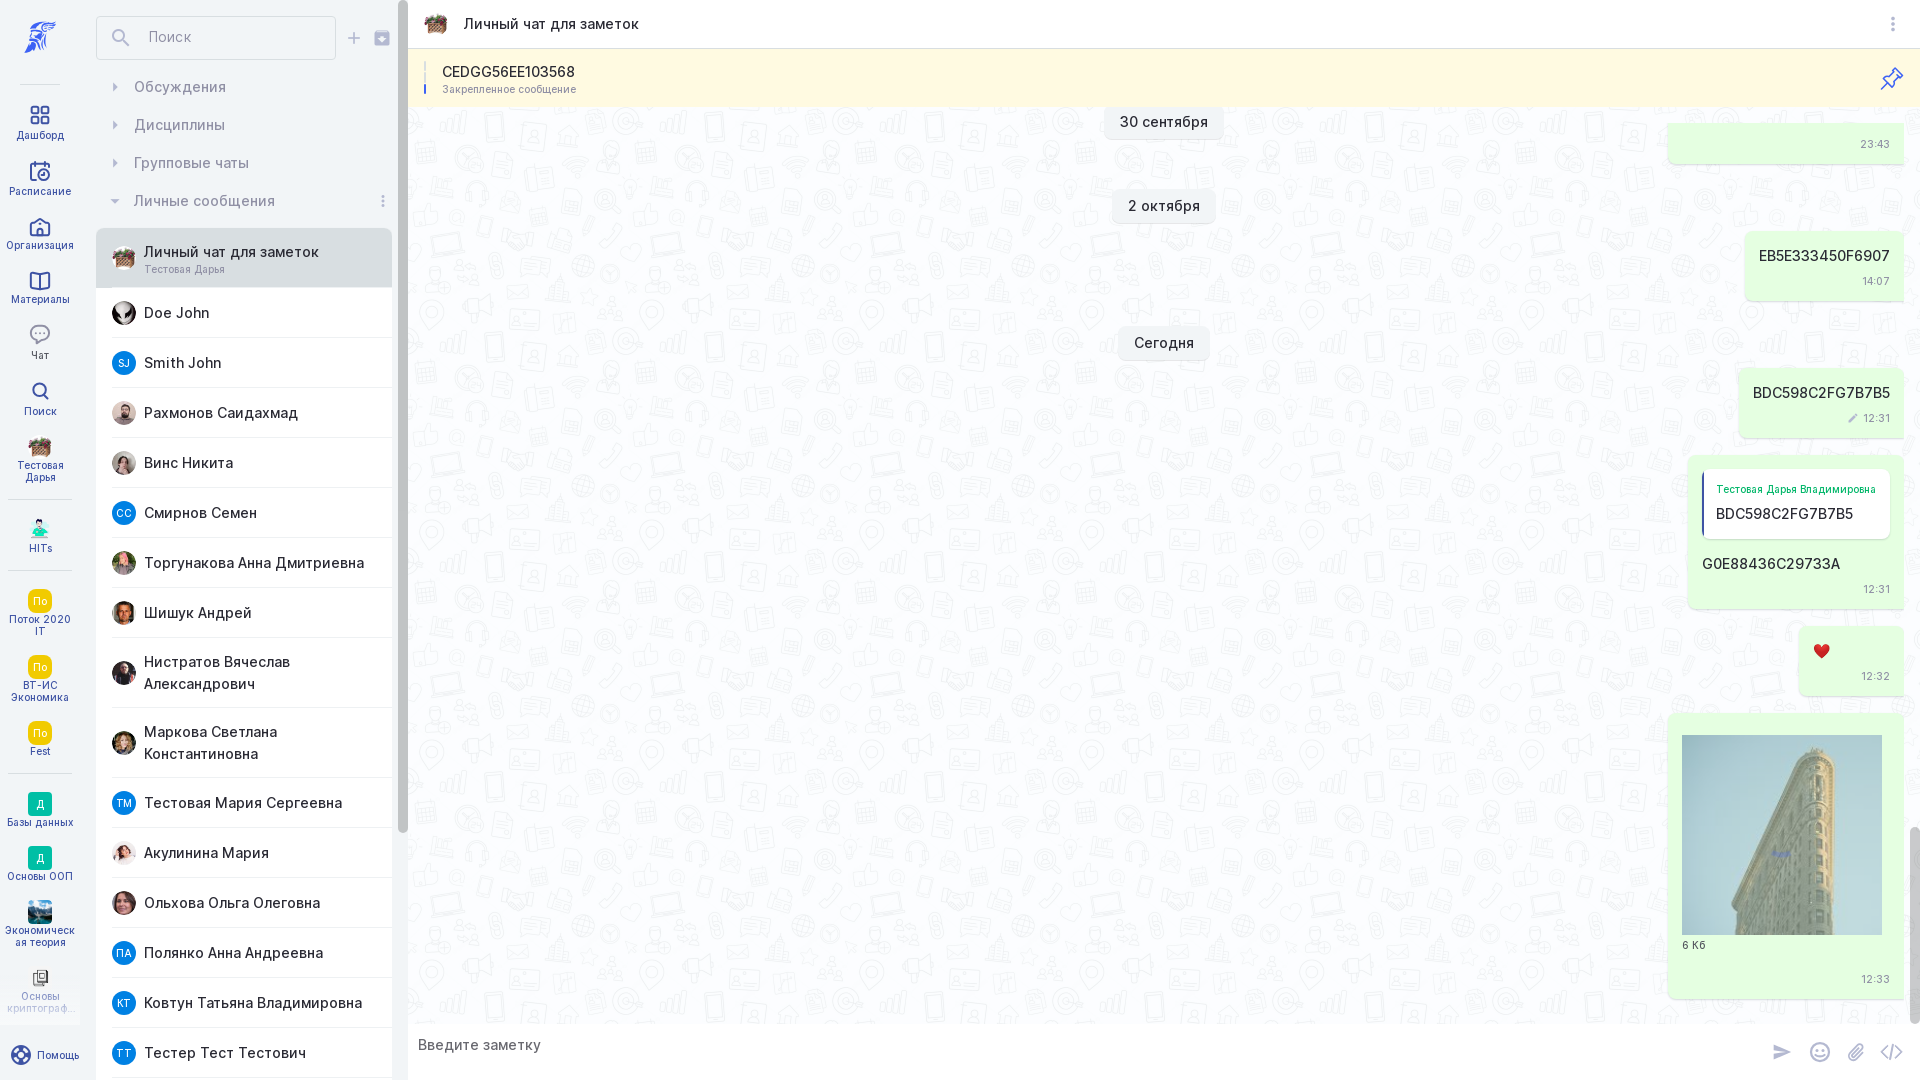 Дашборд
Расписание
Организация
Материалы
Чат
Поиск
Тестовая
Дарья
HITs
По
Поток 2020
IT
По
ВТ-ИС
Экономика
По
Fest
Д
Базы данных
Д
Основы ООП
Экономическ
ая теория
Основы
криптограф...
Помощь
Поиск
Обсуждения
Дисциплины
Групповые чаты
Личные сообщения
Личный чат для заметок
Тестовая Дарья
Doe John
SJ
Smith John
Рахмонов Саидахмад
Винс Никита
СС
Смирнов Семен
Торгунакова Анна Дмитриевна
Шишук Андрей
Нистратов Вячеслав
Александрович
Маркова Светлана
Константиновна
ТМ
Тестовая Мария Сергеевна
Акулинина Мария
Ольхова Ольга Олеговна
ПА
Полянко Анна Андреевна
КТ
Ковтун Татьяна Владимировна
ТТ
Тестер Тест Тестович
Личный чат для заметок
CEDGG56EE103568
Закрепленное сообщение
30 сентября
23:43
2 октября
EB5E333450F6907
14:07
Сегодня
BDC598C2FG7B7B5
12:31
Тестовая Дарья Владимировна
BDC598C2FG7B7B5
G0E88436C29733A
12:31
12:32
6 Кб
12:33
Введите заметку